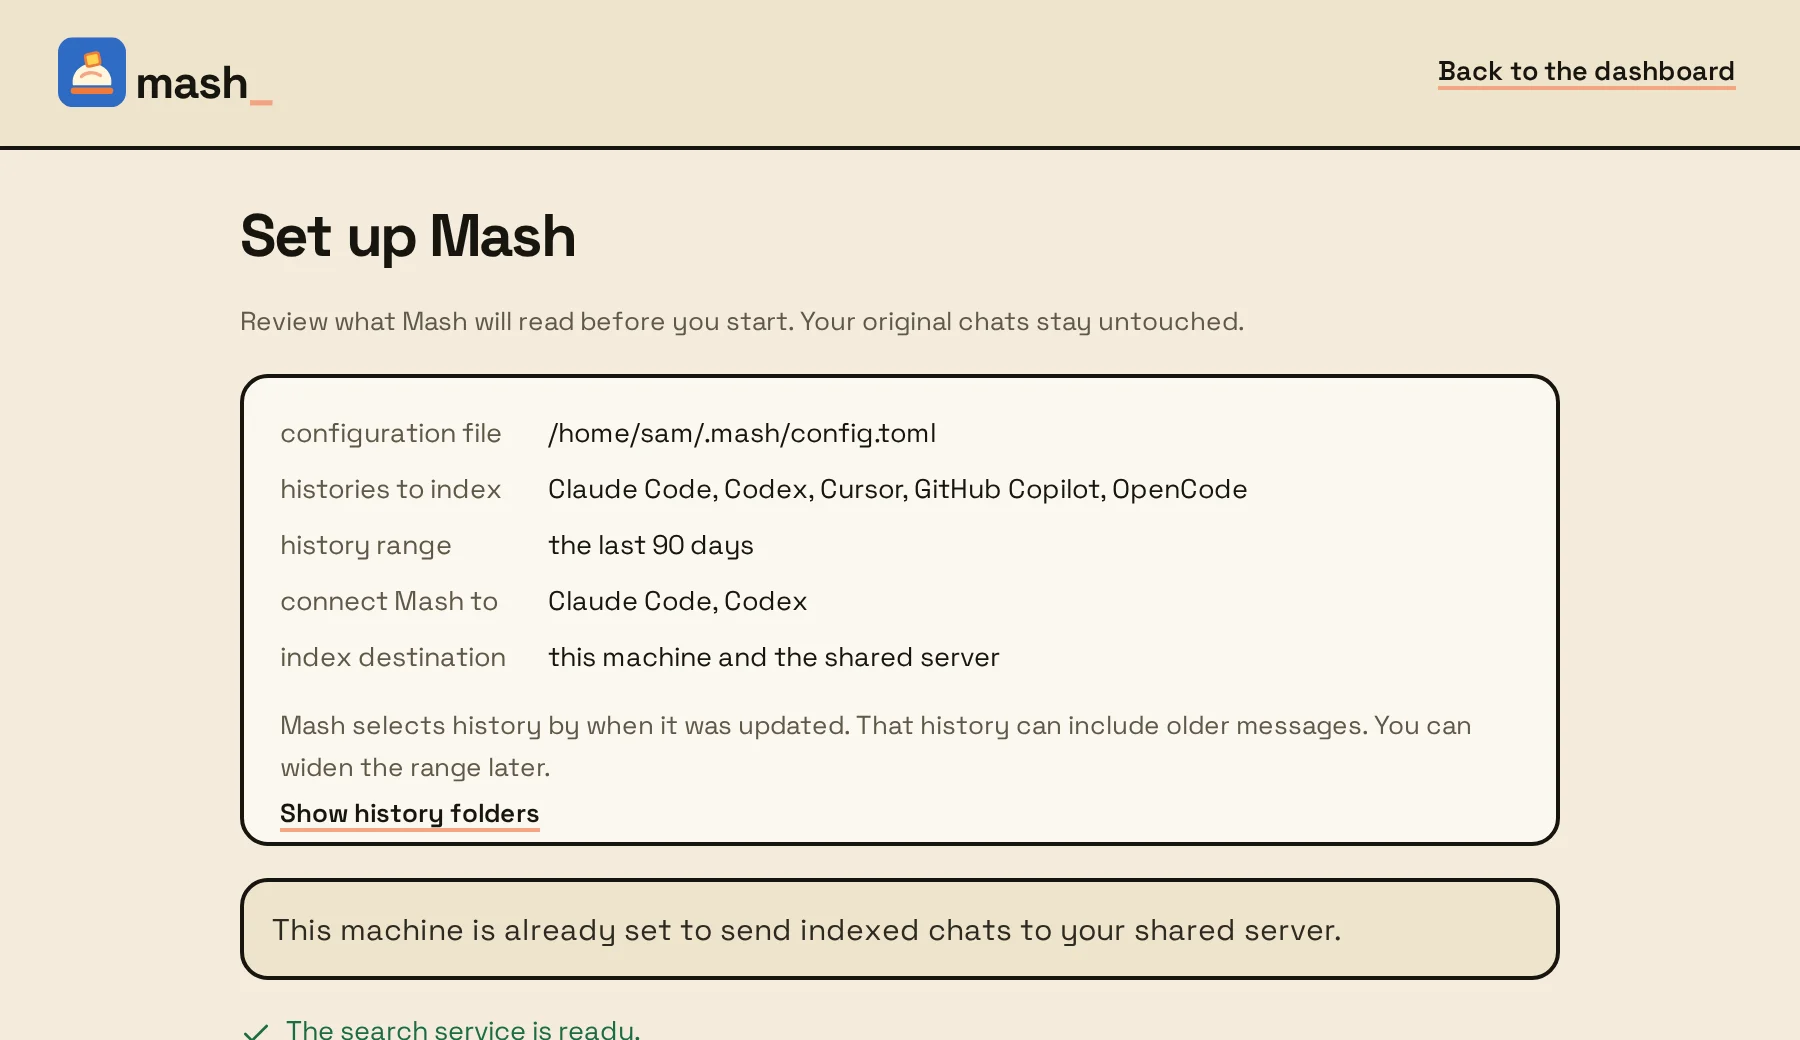 mash_
Back to the dashboard
Set up Mash
Review what Mash will read before you start. Your original chats stay untouched.
configuration file /home/sam/.mash/config.toml
histories to index Claude Code, Codex, Cursor, GitHub Copilot, OpenCode
history range the last 90 days
connect Mash to Claude Code, Codex
index destination this machine and the shared server
Mash selects history by when it was updated. That history can include older messages. You can
widen the range later.
Show history folders
This machine is already set to send indexed chats to your shared server.
The search service is ready.